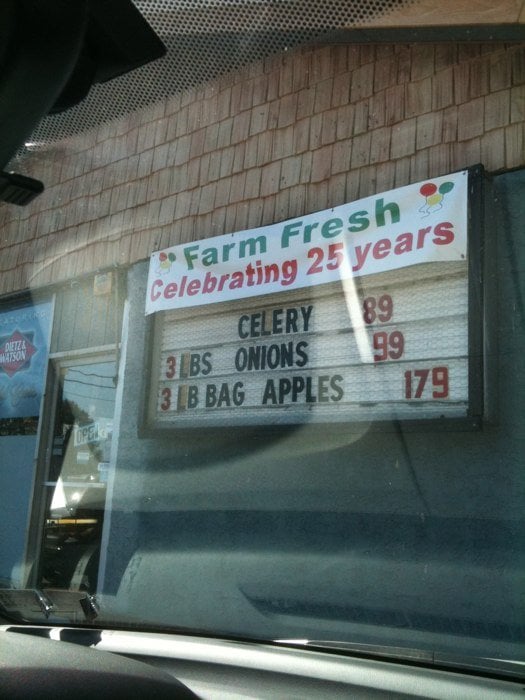 Farm Fresh
Celebrating 25 years
CELERY 89
3 LBS ONIONS 99
3 LB BAG APPLES 179
DIETZ &
WATSON
OPEN